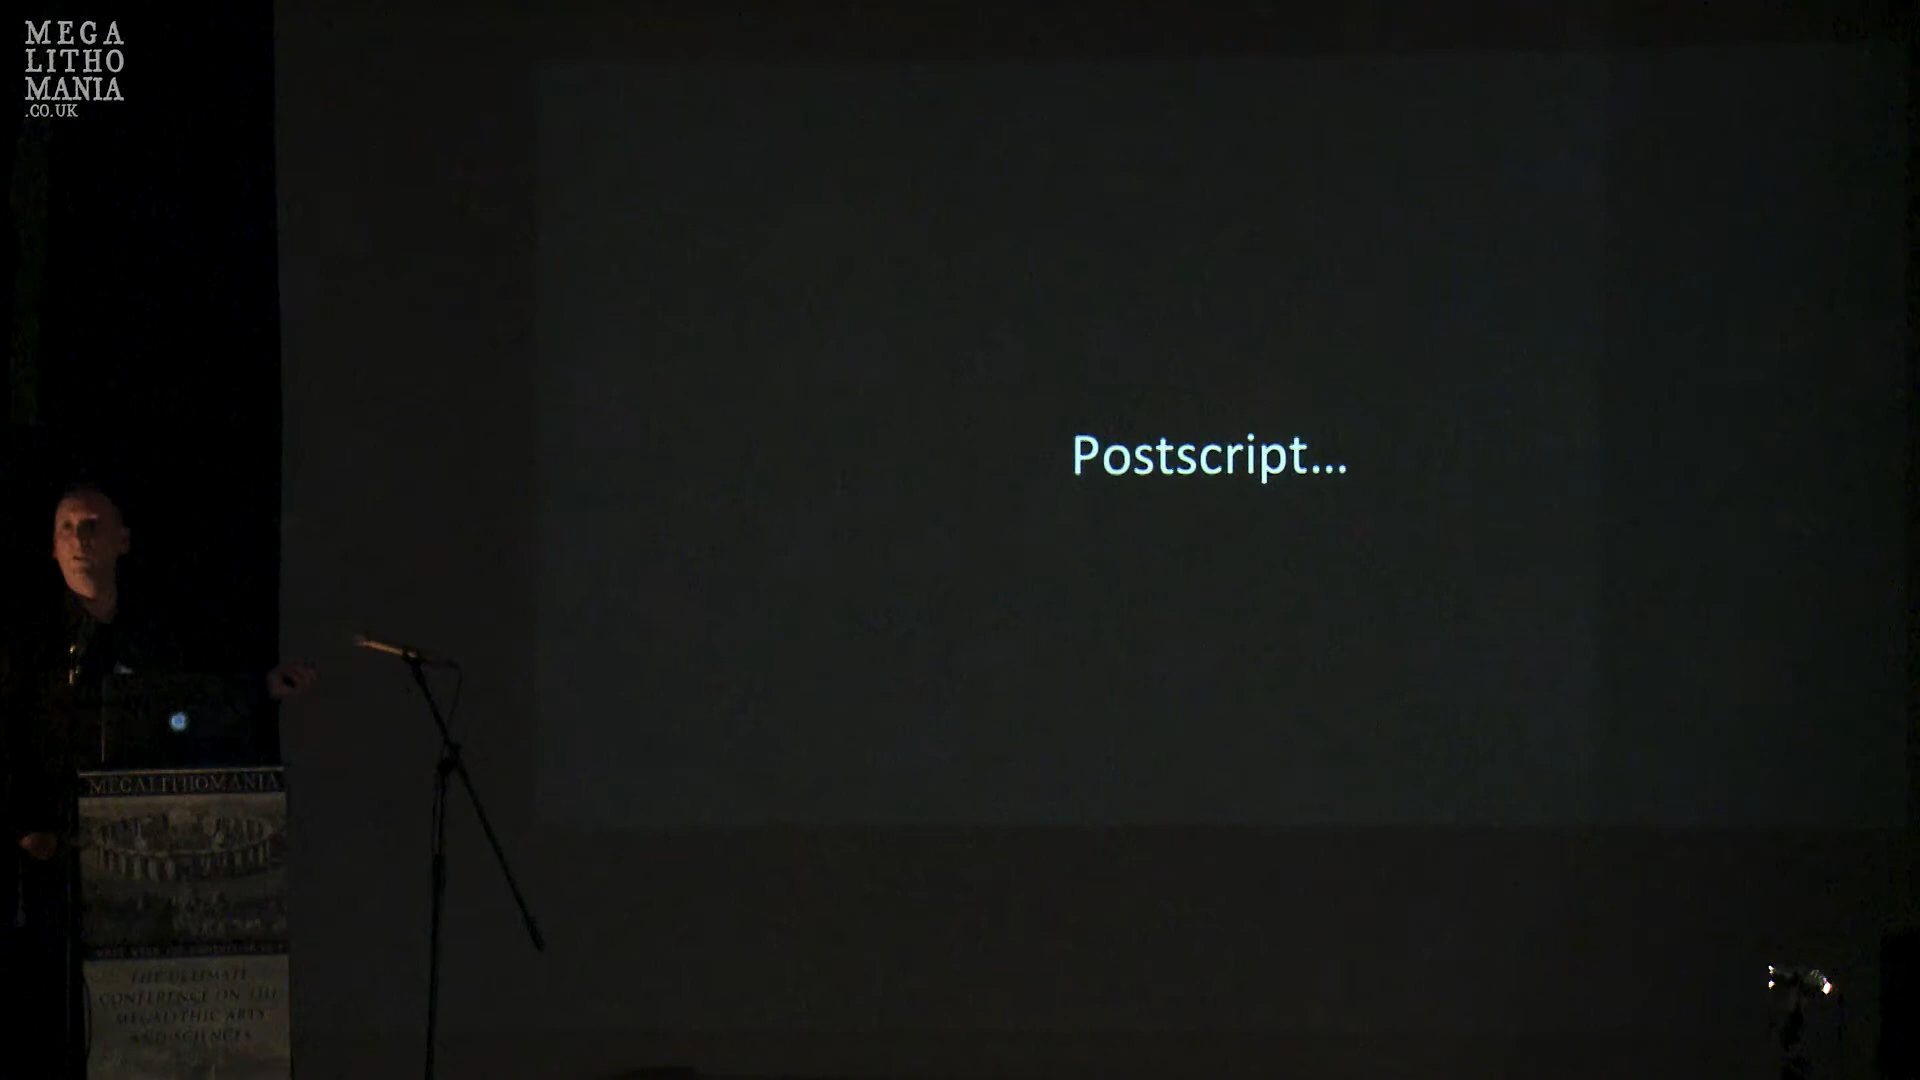 MEGA
LITHO
MANIA
.CO.UK
Postscript...
MEGALITHOMANIA
THE ULTIMATE
CONFERENCE ON THE
MEGALITHIC ARTS
AND SCIENCES